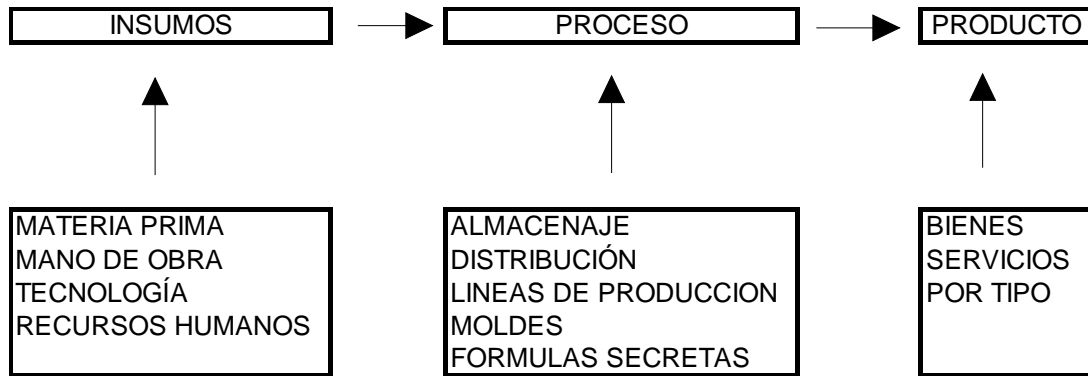 INSUMOS
PROCESO
PRODUCTO
MATERIA PRIMA
MANO DE OBRA
TECNOLOGÍA
RECURSOS HUMANOS
ALMACENAJE
DISTRIBUCIÓN
LINEAS DE PRODUCCION
MOLDES
FORMULAS SECRETAS
BIENES
SERVICIOS
POR TIPO